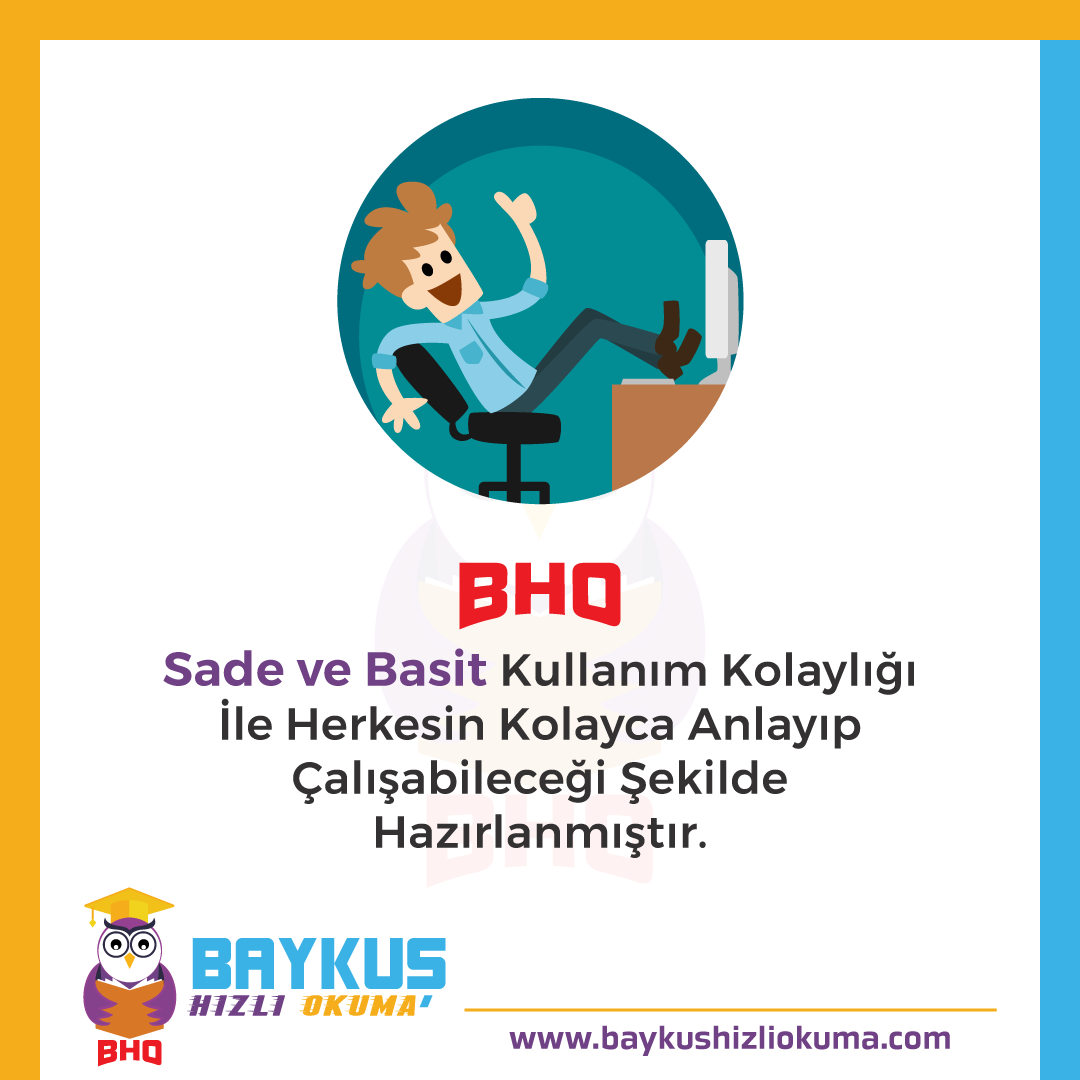 BHO
Sade ve Basit Kullanım Kolaylığı
İle Herkesin Kolayca Anlayıp
Çalışabileceği Şekilde
Hazırlanmıştır.
BHO
BAYKUS
HIZLI OKUMA'
BHO
www.baykushizliokuma.com